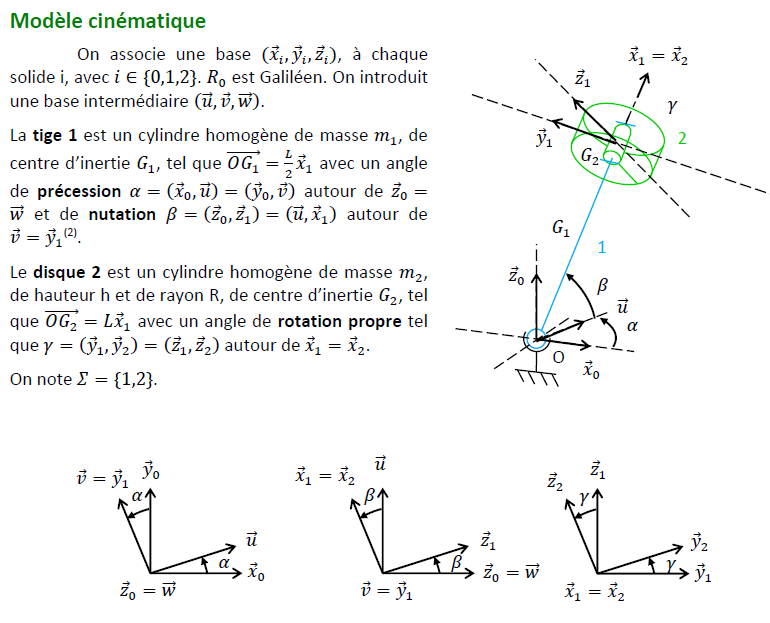 Modèle cinématique
On associe une base (x⃗ᵢ, y⃗ᵢ, z⃗ᵢ), à chaque
solide i, avec i ∈ {0,1,2}. R₀ est Galiléen. On introduit
une base intermédiaire (u⃗, v⃗, w⃗).
La tige 1 est un cylindre homogène de masse m₁, de
centre d'inertie G₁, tel que OG₁⃗ = L/2 x⃗₁ avec un angle
de précession α = (x⃗₀, u⃗) = (y⃗₀, v⃗) autour de z⃗₀ =
w⃗ et de nutation β = (z⃗₀, z⃗₁) = (u⃗, x⃗₁) autour de
v⃗ = y⃗₁⁽²⁾.
Le disque 2 est un cylindre homogène de masse m₂,
de hauteur h et de rayon R, de centre d'inertie G₂, tel
que OG₂⃗ = Lx⃗₁ avec un angle de rotation propre tel
que γ = (y⃗₁, y⃗₂) = (z⃗₁, z⃗₂) autour de x⃗₁ = x⃗₂.
On note Σ = {1,2}.
x⃗₁ = x⃗₂
z⃗₁
γ
y⃗₁
2
G₂
G₁
1
z⃗₀
β
u⃗
α
O
x⃗₀
v⃗ = y⃗₁
y⃗₀
α
u⃗
α
x⃗₀
z⃗₀ = w⃗
u⃗
x⃗₁ = x⃗₂
β
z⃗₁
β
z⃗₀ = w⃗
v⃗ = y⃗₁
z⃗₁
z⃗₂
γ
y⃗₂
γ
y⃗₁
x⃗₁ = x⃗₂